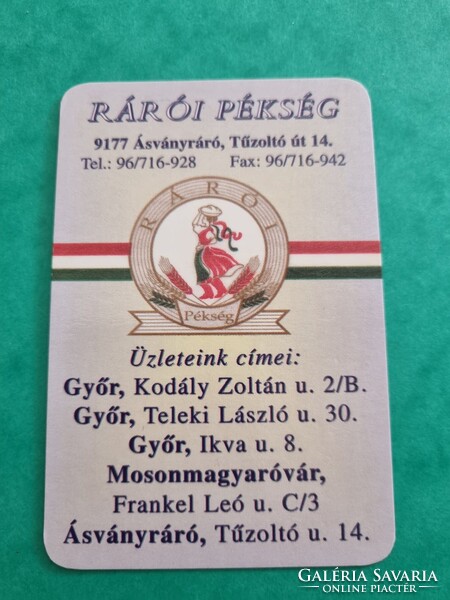 RÁRÓI PÉKSÉG
9177 Ásványráró, Tűzoltó út 14.
Tel.: 96/716-928 Fax: 96/716-942
RÁRÓI
Pékség
Üzleteink címei:
Győr, Kodály Zoltán u. 2/B.
Győr, Teleki László u. 30.
Győr, Ikva u. 8.
Mosonmagyaróvár,
Frankel Leó u. C/3
Ásványráró, Tűzoltó u. 14.
GALÉRIA SAVARIA
ONLINE PIACTÉR